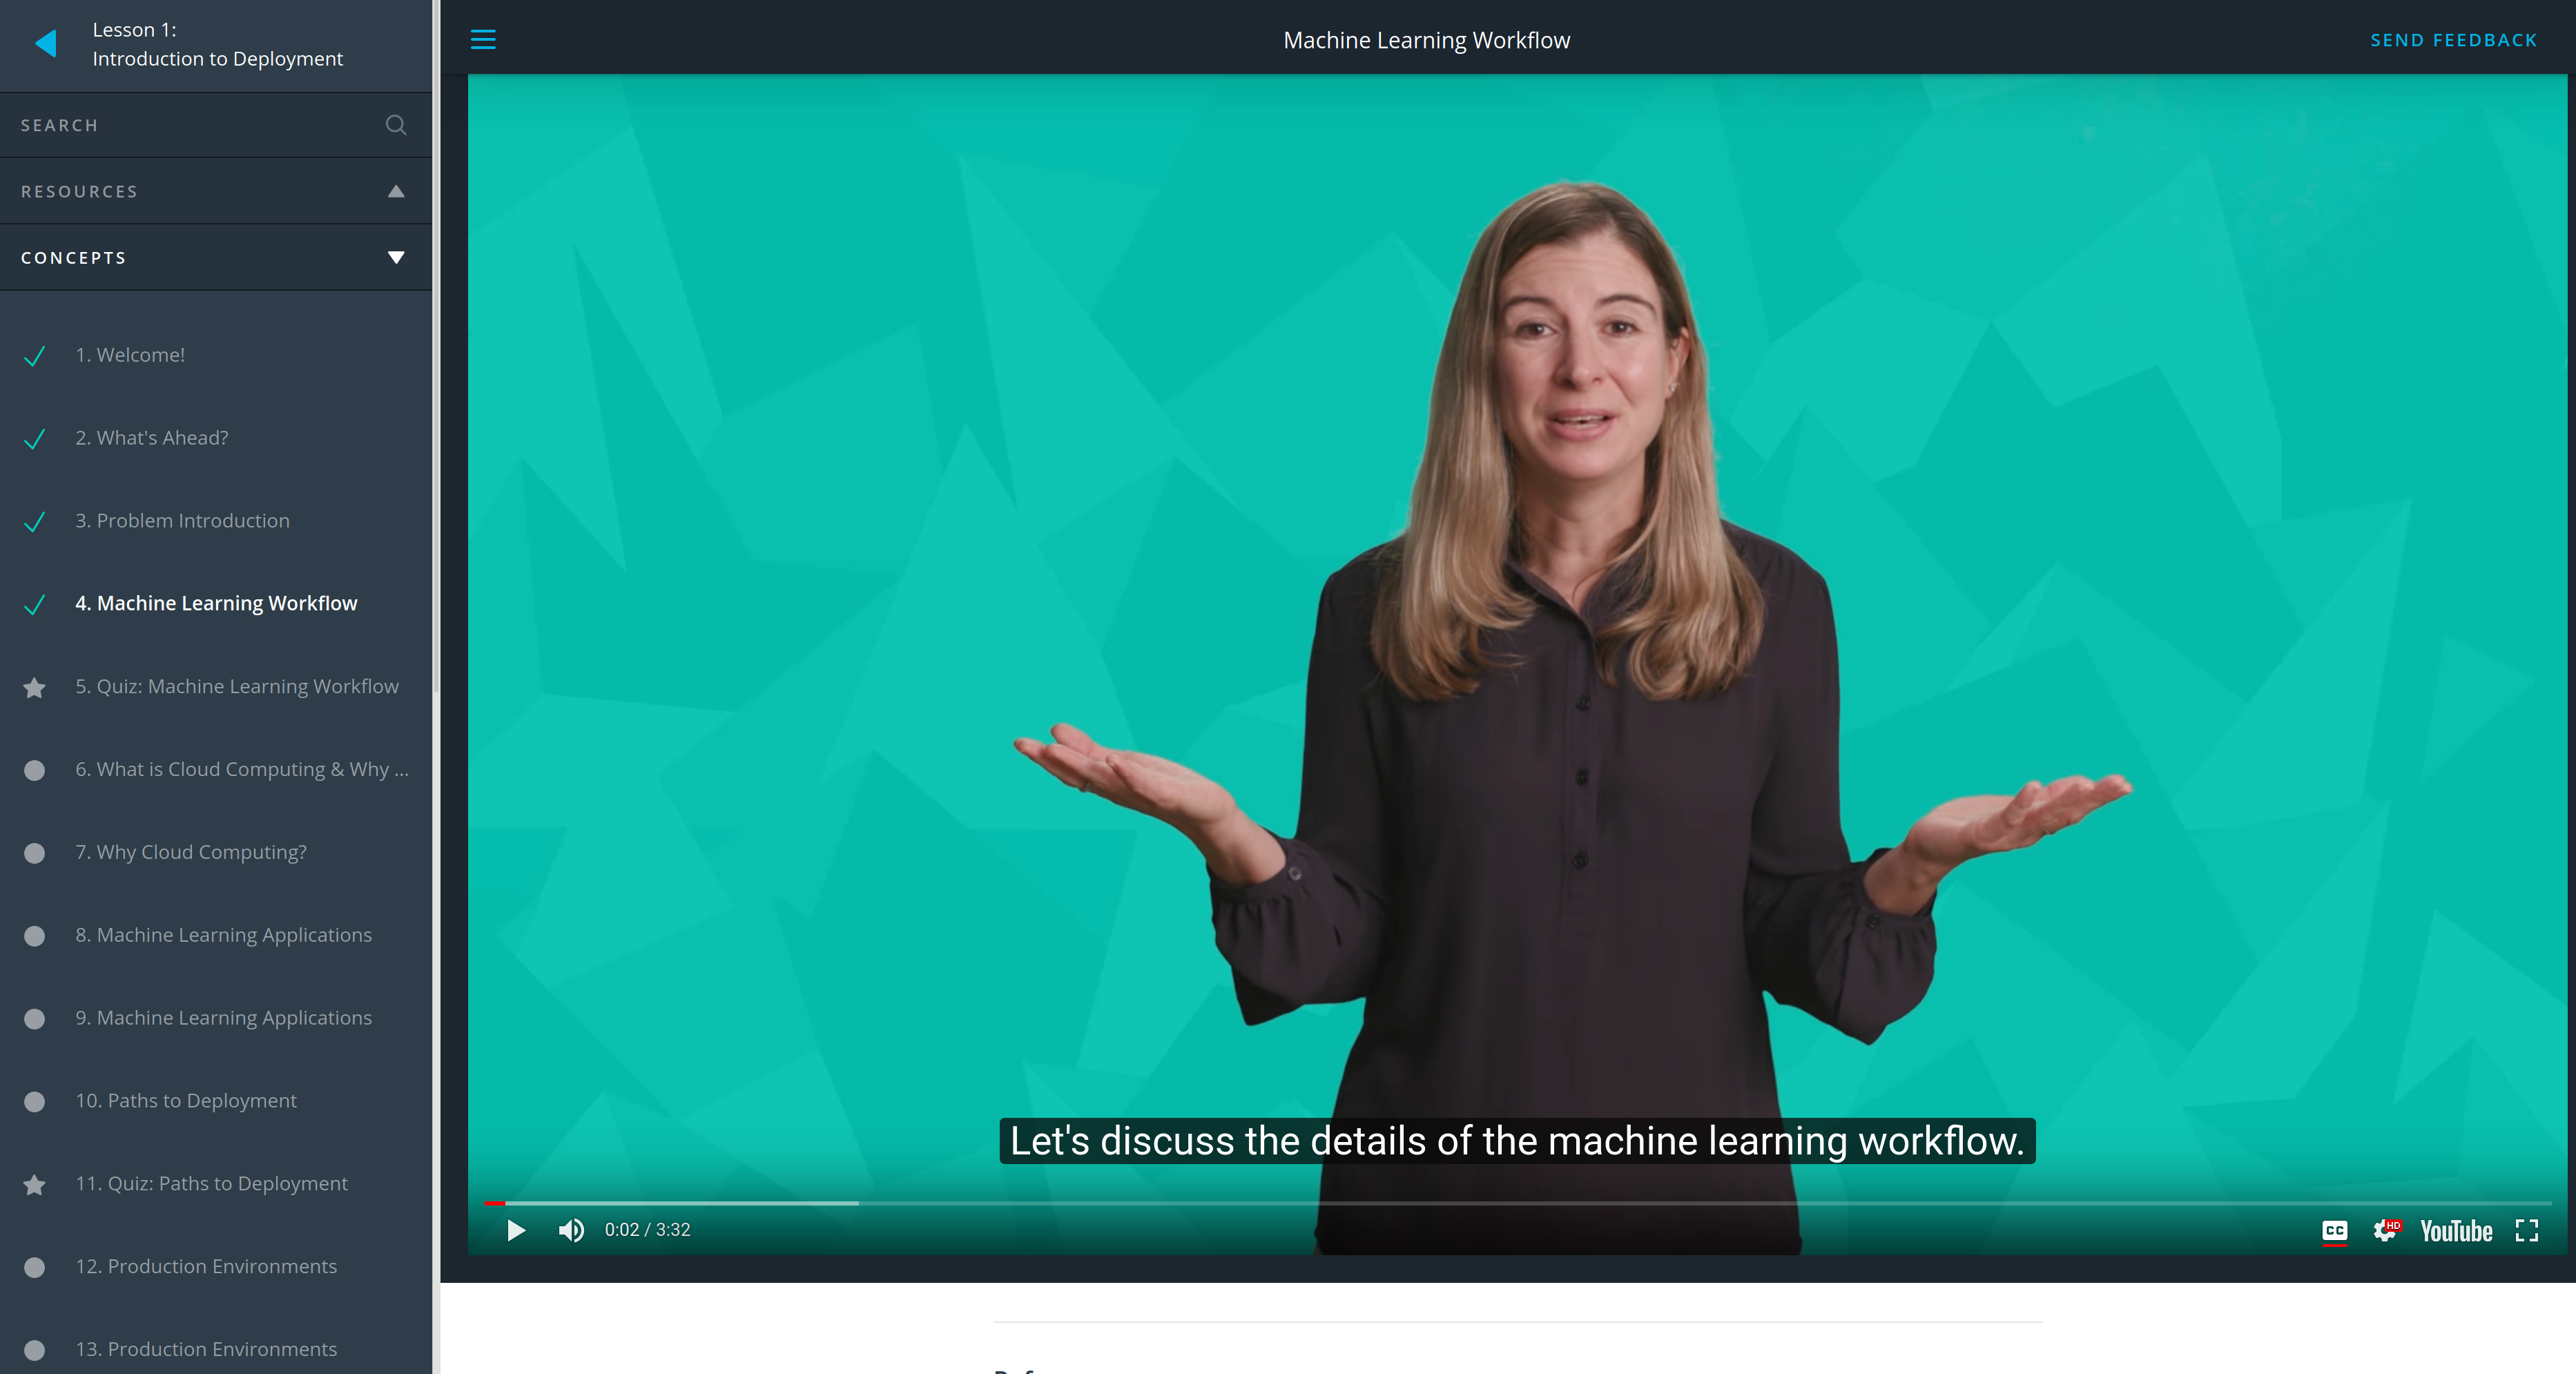 Lesson 1:
Introduction to Deployment
SEARCH
RESOURCES
CONCEPTS
1. Welcome!
2. What's Ahead?
3. Problem Introduction
4. Machine Learning Workflow
5. Quiz: Machine Learning Workflow
6. What is Cloud Computing & Why ...
7. Why Cloud Computing?
8. Machine Learning Applications
9. Machine Learning Applications
10. Paths to Deployment
11. Quiz: Paths to Deployment
12. Production Environments
13. Production Environments
Machine Learning Workflow
SEND FEEDBACK
Let's discuss the details of the machine learning workflow.
0:02 / 3:32
CC
HD
YouTube